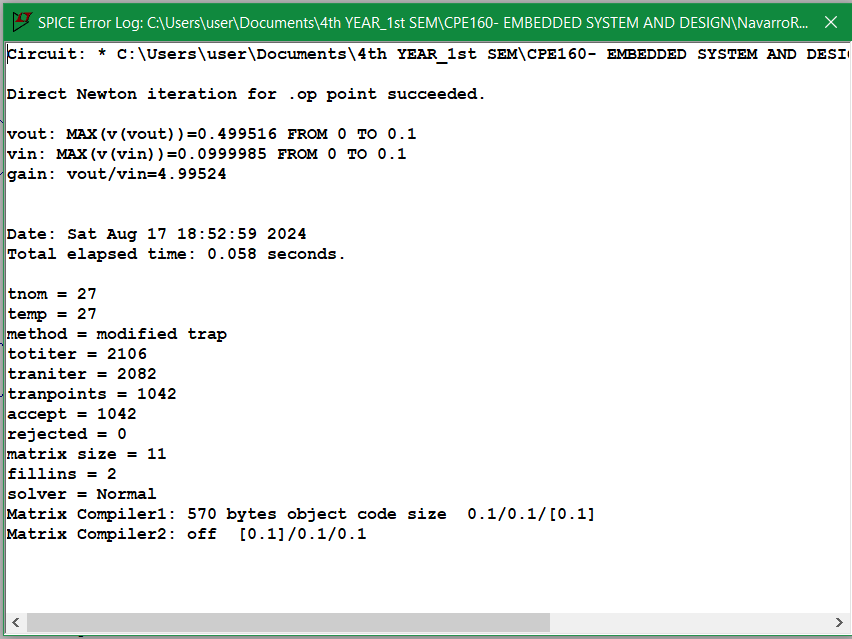 SPICE Error Log: C:\Users\user\Documents\4th YEAR_1st SEM\CPE160- EMBEDDED SYSTEM AND DESIGN\NavarroR...
Circuit: * C:\Users\user\Documents\4th YEAR_1st SEM\CPE160- EMBEDDED SYSTEM AND DESI
Direct Newton iteration for .op point succeeded.
vout: MAX(v(vout))=0.499516 FROM 0 TO 0.1
vin: MAX(v(vin))=0.0999985 FROM 0 TO 0.1
gain: vout/vin=4.99524
Date: Sat Aug 17 18:52:59 2024
Total elapsed time: 0.058 seconds.
tnom = 27
temp = 27
method = modified trap
totiter = 2106
traniter = 2082
tranpoints = 1042
accept = 1042
rejected = 0
matrix size = 11
fillins = 2
solver = Normal
Matrix Compiler1: 570 bytes object code size  0.1/0.1/[0.1]
Matrix Compiler2: off  [0.1]/0.1/0.1